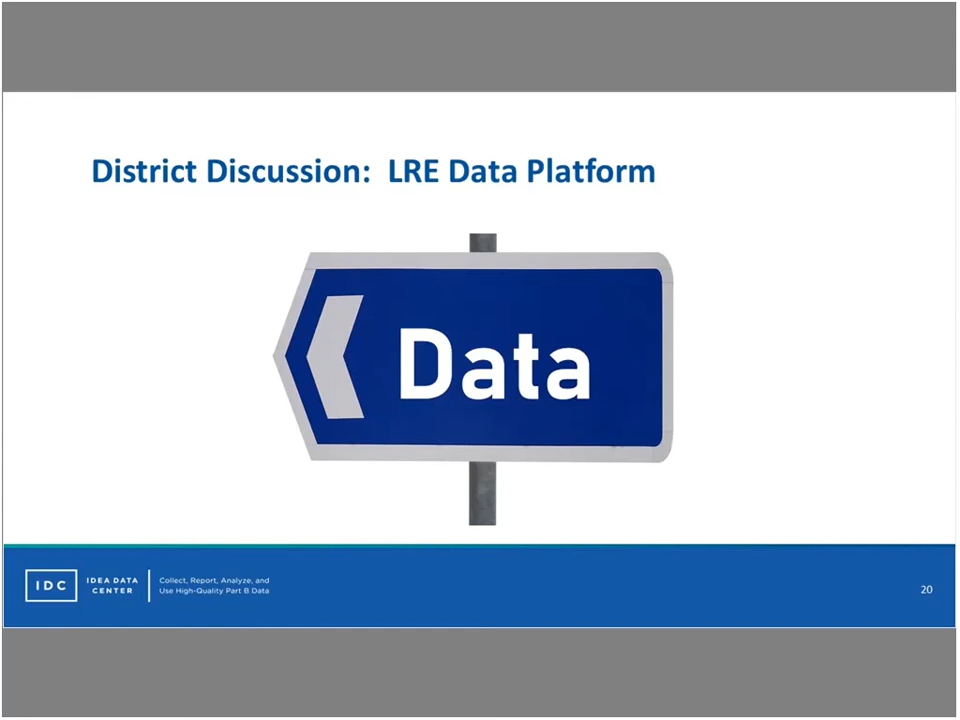 District Discussion: LRE Data Platform
Data
IDC
IDEA DATA
CENTER
Collect, Report, Analyze, and
Use High-Quality Part B Data
20